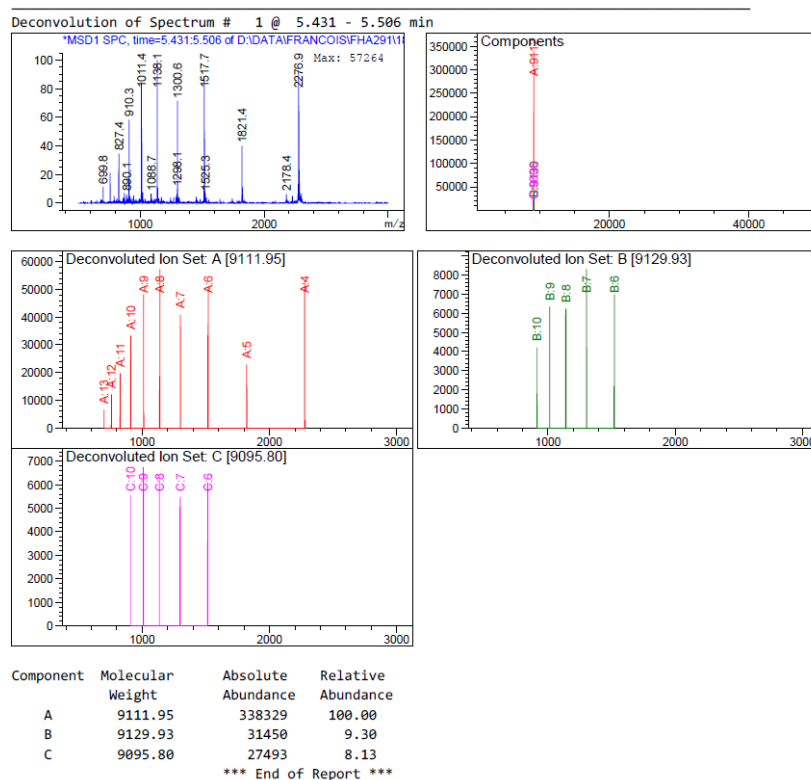 Deconvolution of Spectrum # 1 @ 5.431 - 5.506 min
*MSD1 SPC, time=5.431:5.506 of D:\DATA\FRANCOIS\FHA291\1
Max: 57264
100
80
60
40
20
0
699.8
827.4
890.1
910.3
1011.4
1088.7
1138.1
1298.1
1300.6
1517.7
1525.3
1821.4
2178.4
2276.9
1000 2000 m/z
Components
350000
300000
250000
200000
150000
100000
50000
20000 40000
Deconvoluted Ion Set: A [9111.95]
60000
50000
40000
30000
20000
10000
0
A:13
A:12
A:11
A:10
A:9
A:8
A:7
A:6
A:5
A:4
1000 2000 3000
Deconvoluted Ion Set: B [9129.93]
8000
7000
6000
5000
4000
3000
2000
1000
0
B:10
B:9
B:8
B:7
B:6
1000 2000 3000
Deconvoluted Ion Set: C [9095.80]
7000
6000
5000
4000
3000
2000
1000
0
C:10
C:9
C:8
C:7
C:6
1000 2000 3000
Component Molecular Absolute Relative
Weight Abundance Abundance
A 9111.95 338329 100.00
B 9129.93 31450 9.30
C 9095.80 27493 8.13
*** End of Report ***